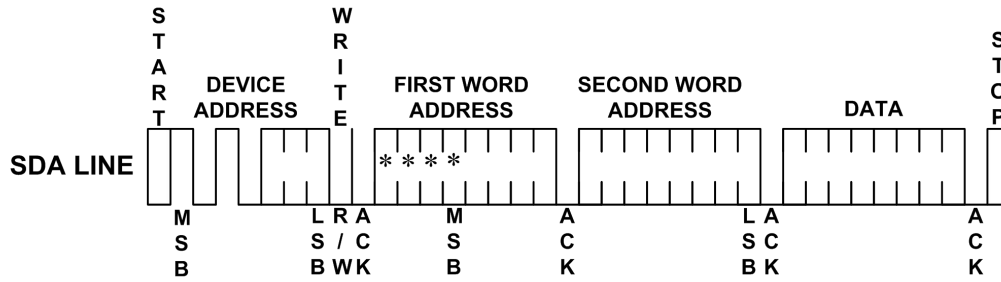 START
WRITE
STOP
DEVICE
ADDRESS
FIRST WORD
ADDRESS
SECOND WORD
ADDRESS
DATA
SDA LINE
* * * *
MSB
LSB
R/W
ACK
MSB
ACK
LSB
ACK
ACK